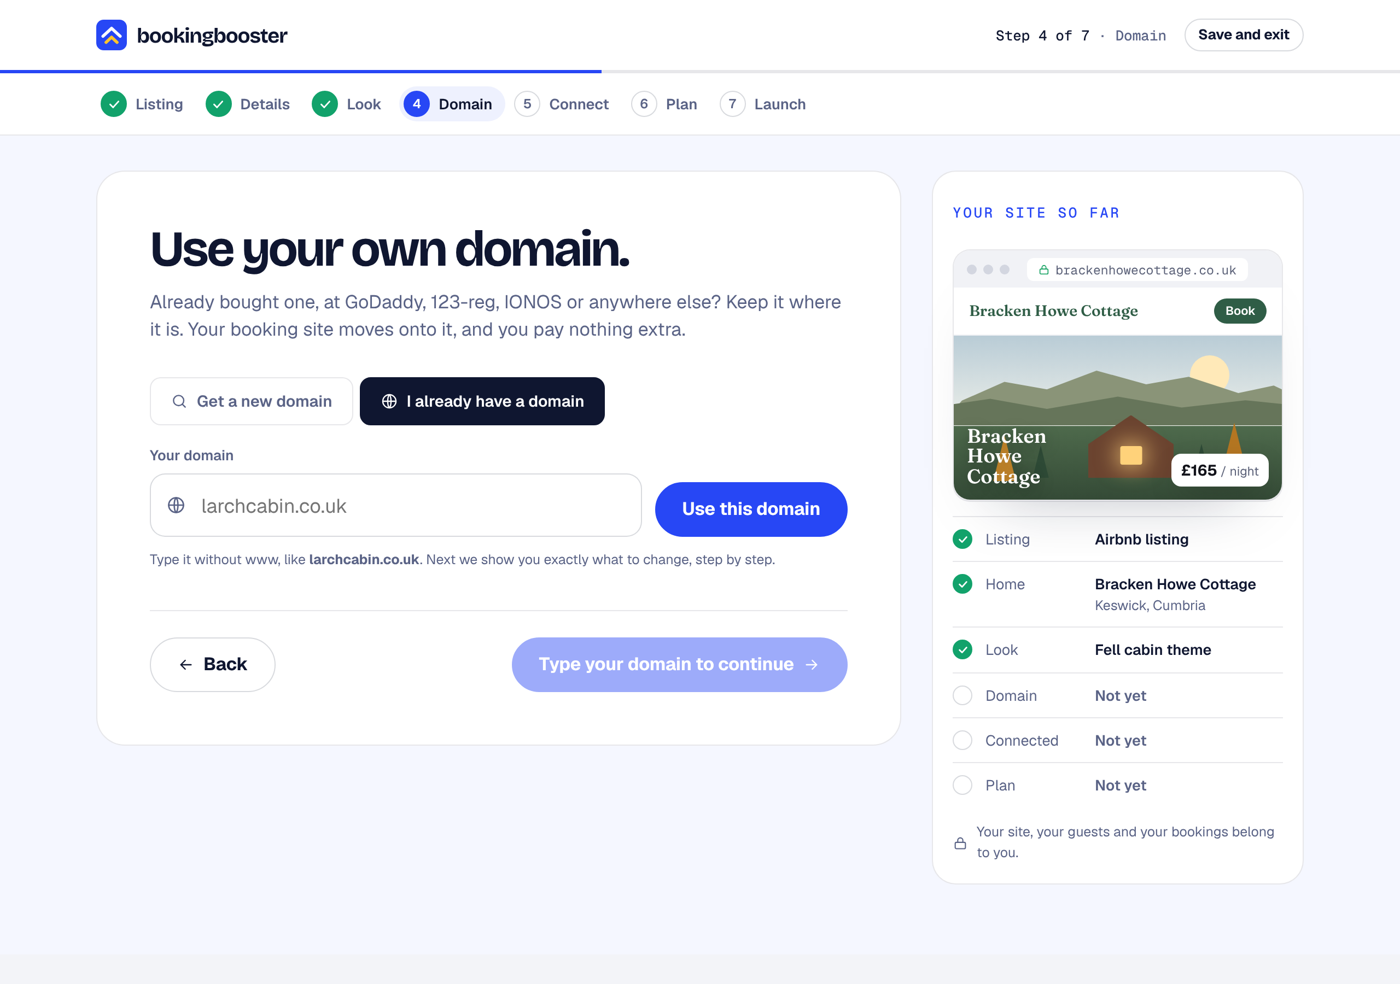 bookingbooster
Step 4 of 7 · Domain
Save and exit
Listing
Details
Look
4 Domain
5 Connect
6 Plan
7 Launch
Use your own domain.
Already bought one, at GoDaddy, 123-reg, IONOS or anywhere else? Keep it where
it is. Your booking site moves onto it, and you pay nothing extra.
Get a new domain
I already have a domain
Your domain
larchcabin.co.uk
Use this domain
Type it without www, like larchcabin.co.uk. Next we show you exactly what to change, step by step.
← Back
Type your domain to continue →
YOUR SITE SO FAR
brackenhowecottage.co.uk
Bracken Howe Cottage
Book
Bracken
Howe
Cottage
£165 / night
Listing Airbnb listing
Home Bracken Howe Cottage
Keswick, Cumbria
Look Fell cabin theme
Domain Not yet
Connected Not yet
Plan Not yet
Your site, your guests and your bookings belong
to you.